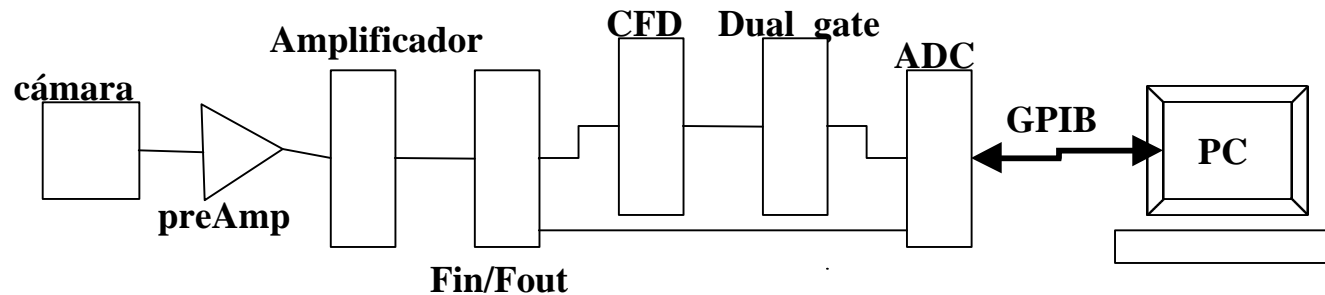 cámara
preAmp
Amplificador
Fin/Fout
CFD
Dual gate
ADC
GPIB
PC